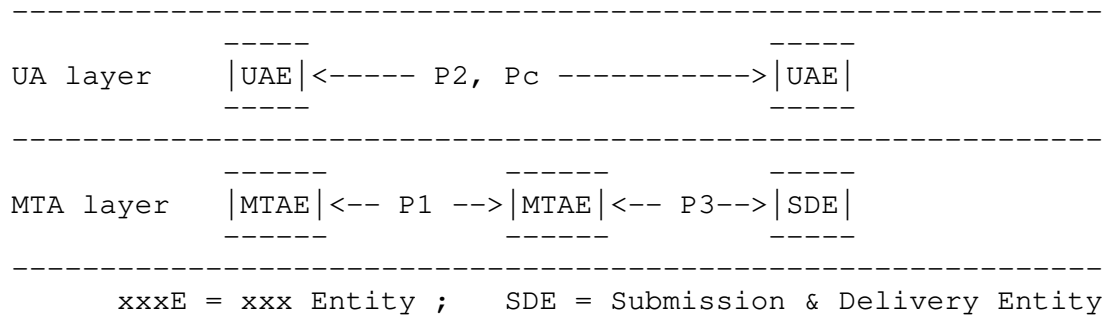 --------------------------------------------------------------
-----                          -----
UA layer    |UAE|<----- P2, Pc ----------->|UAE|
-----                          -----
--------------------------------------------------------------
------          ------         -----
MTA layer   |MTAE|<-- P1 -->|MTAE|<-- P3-->|SDE|
------          ------         -----
--------------------------------------------------------------
xxxE = xxx Entity ;   SDE = Submission & Delivery Entity